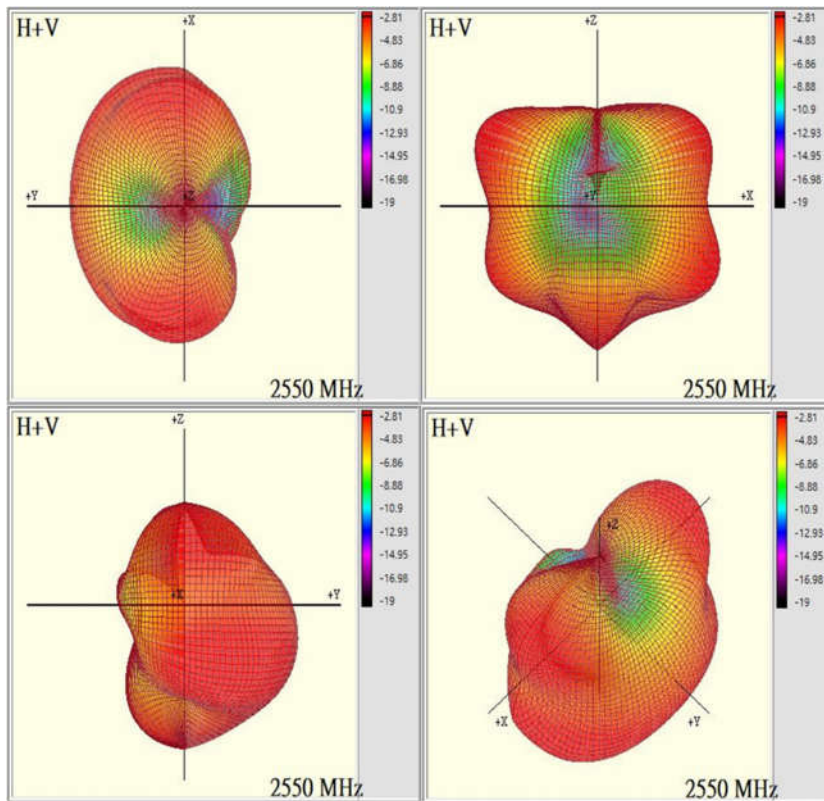 H+V
+X
+Y
+Z
-2.81
-4.83
-6.86
-8.88
-10.9
-12.93
-14.95
-16.98
-19
2550 MHz
H+V
+Z
+Y
+X
-2.81
-4.83
-6.86
-8.88
-10.9
-12.93
-14.95
-16.98
-19
2550 MHz
H+V
+Z
+X
+Y
-2.81
-4.83
-6.86
-8.88
-10.9
-12.93
-14.95
-16.98
-19
2550 MHz
H+V
+Z
+X
+Y
-2.81
-4.83
-6.86
-8.88
-10.9
-12.93
-14.95
-16.98
-19
2550 MHz